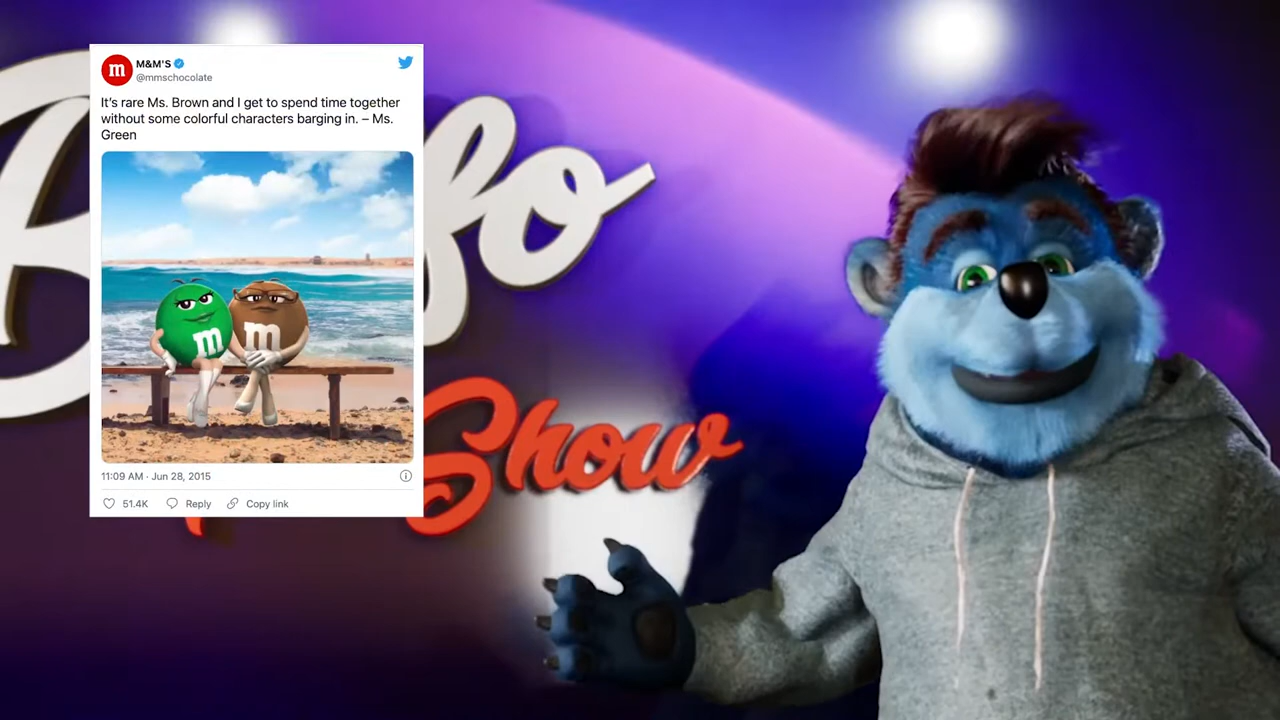 M&M'S
@mmschocolate
It's rare Ms. Brown and I get to spend time together
without some colorful characters barging in. – Ms.
Green
m
m
m
11:09 AM · Jun 28, 2015
51.4K Reply Copy link
Show